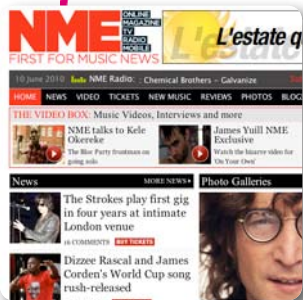 NME
ONLINE
MAGAZINE
TV
RADIO
MOBILE
FIRST FOR MUSIC NEWS
L'estate q
10 June 2010
NME Radio: : Chemical Brothers - Galvanize
HOME NEWS VIDEO TICKETS NEW MUSIC REVIEWS PHOTOS BLOG
THE VIDEO BOX: Music Videos, Interviews and more
NME talks to Kele
Okereke
The Bloc Party frontman on
going solo
James Yuill NME
Exclusive
Watch the bizarre video for
'On Your Own'
News MORE NEWS
The Strokes play first gig
in four years at intimate
London venue
16 COMMENTS BUY TICKETS
Dizzee Rascal and James
Corden's World Cup song
rush-released
Photo Galleries